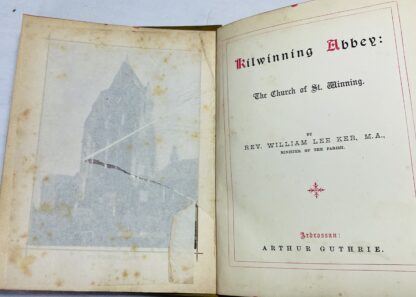 Kilwinning Abbey:
The Church of St. Winning.
BY
REV. WILLIAM LEE KER, M.A.,
MINISTER OF THE PARISH.
Ardrossan:
ARTHUR GUTHRIE.